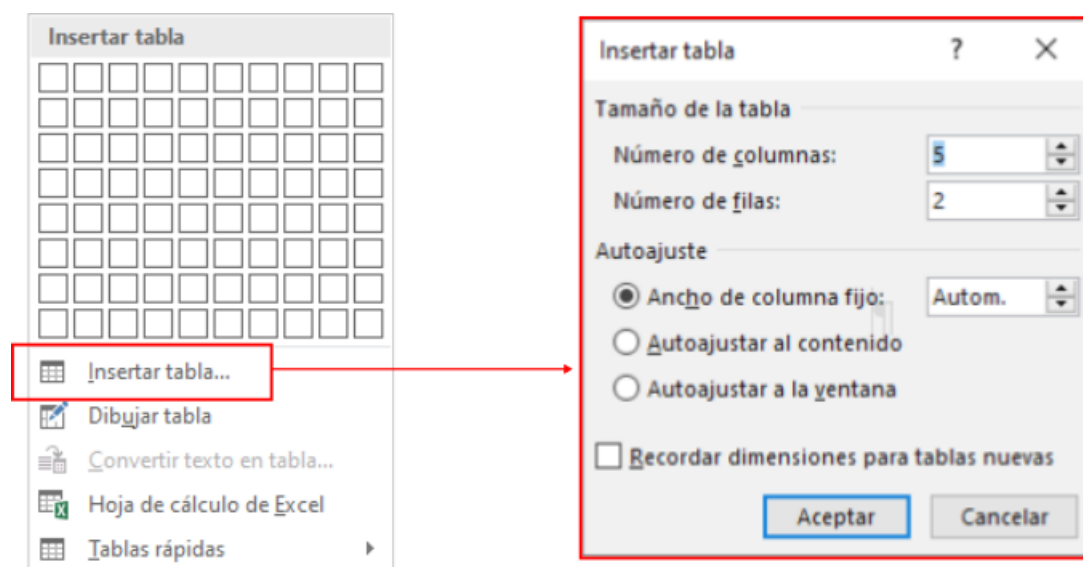 Insertar tabla
Insertar tabla...
Dibujar tabla
Convertir texto en tabla...
Hoja de cálculo de Excel
Tablas rápidas
Insertar tabla ? ×
Tamaño de la tabla
Número de columnas: 5
Número de filas: 2
Autoajuste
Ancho de columna fijo: Autom.
Autoajustar al contenido
Autoajustar a la ventana
Recordar dimensiones para tablas nuevas
Aceptar Cancelar